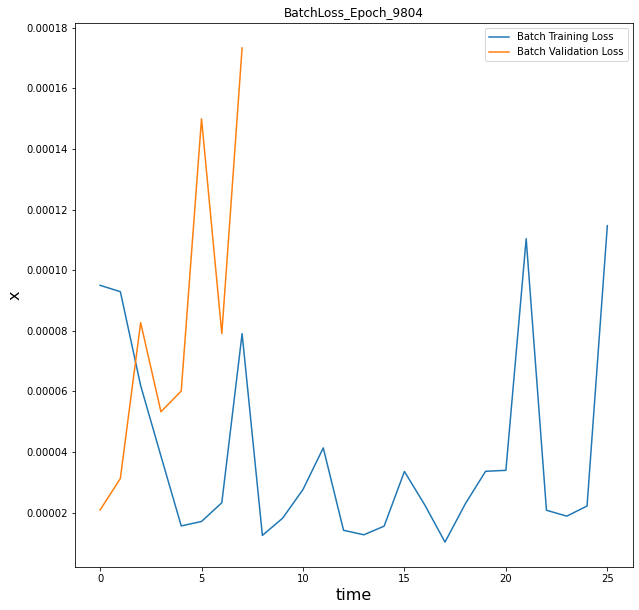 BatchLoss_Epoch_9804
Batch Training Loss
Batch Validation Loss
0.00018
0.00016
0.00014
0.00012
0.00010
0.00008
0.00006
0.00004
0.00002
x
0 5 10 15 20 25
time